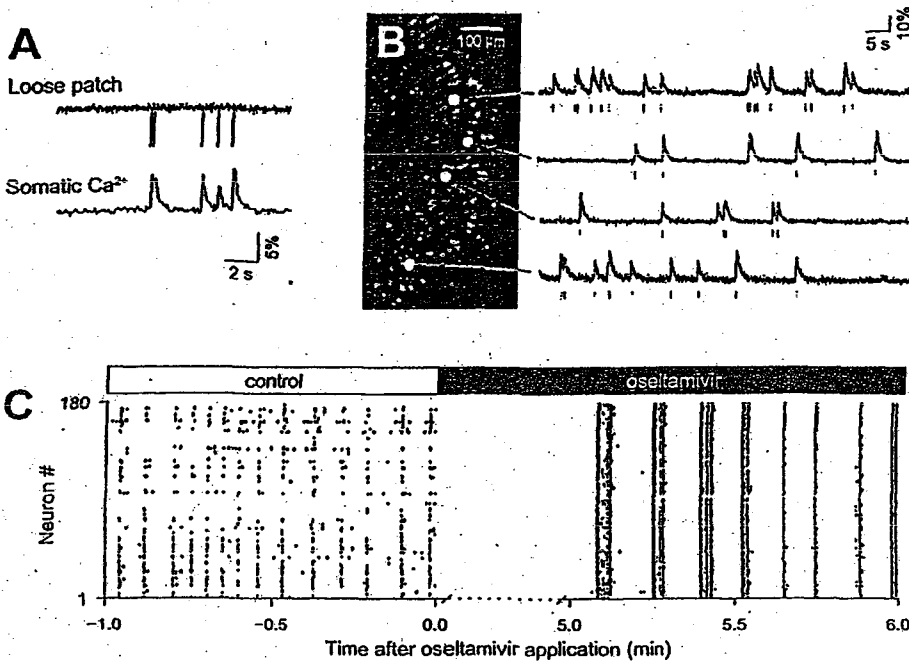 A
Loose patch
Somatic Ca2+
5%
2 s
B
100 µm
10%
5 s
control
oseltamivir
C
180
Neuron #
1
-1.0
-0.5
0.0
5.0
5.5
6.0
Time after oseltamivir application (min)